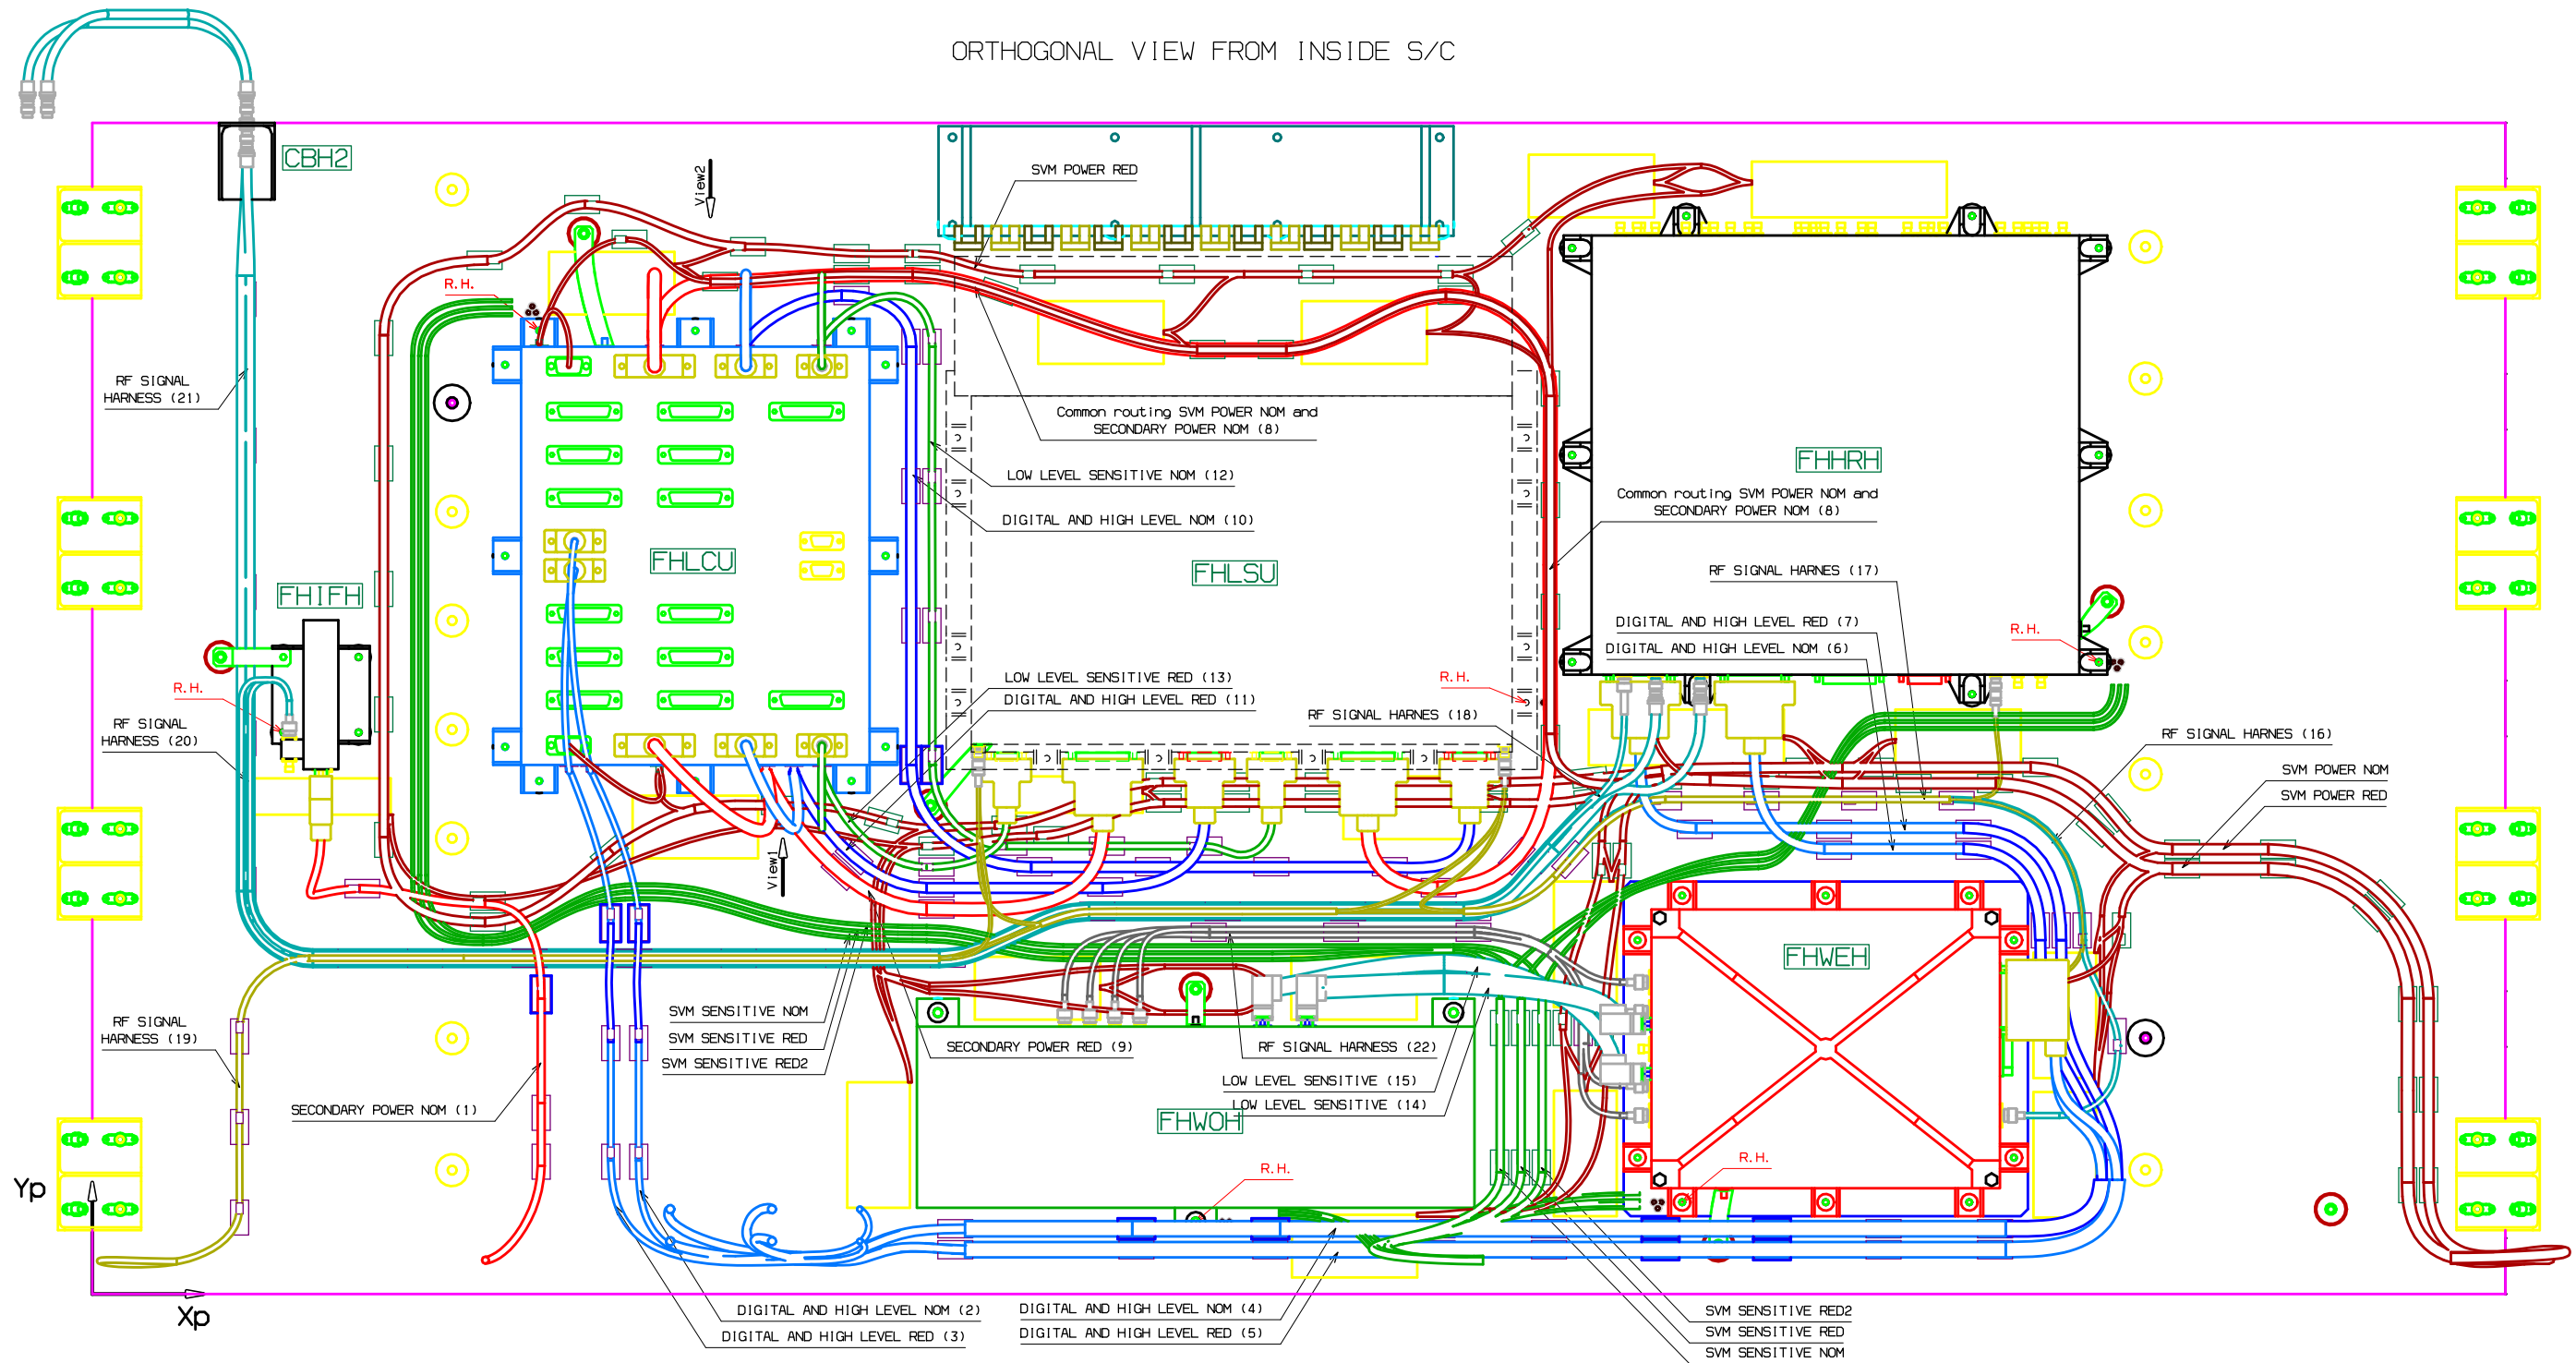 ORTHOGONAL VIEW FROM INSIDE S/C
CBH2
View2
SVM POWER RED
R.H.
RF SIGNAL
HARNESS (21)
Common routing SVM POWER NOM and
SECONDARY POWER NOM (8)
LOW LEVEL SENSITIVE NOM (12)
DIGITAL AND HIGH LEVEL NOM (10)
FHLCU
FHLSU
FHHRH
Common routing SVM POWER NOM and
SECONDARY POWER NOM (8)
RF SIGNAL HARNES (17)
FHIFH
DIGITAL AND HIGH LEVEL RED (7)
DIGITAL AND HIGH LEVEL NOM (6)
R.H.
R.H.
LOW LEVEL SENSITIVE RED (13)
DIGITAL AND HIGH LEVEL RED (11)
R.H.
RF SIGNAL HARNES (18)
RF SIGNAL
HARNESS (20)
RF SIGNAL HARNES (16)
SVM POWER NOM
SVM POWER RED
View1
FHWEH
SVM SENSITIVE NOM
SVM SENSITIVE RED
SVM SENSITIVE RED2
SECONDARY POWER RED (9)
RF SIGNAL HARNESS (22)
LOW LEVEL SENSITIVE (15)
LOW LEVEL SENSITIVE (14)
RF SIGNAL
HARNESS (19)
SECONDARY POWER NOM (1)
FHWOH
R.H.
R.H.
Yp
Xp
DIGITAL AND HIGH LEVEL NOM (2)
DIGITAL AND HIGH LEVEL RED (3)
DIGITAL AND HIGH LEVEL NOM (4)
DIGITAL AND HIGH LEVEL RED (5)
SVM SENSITIVE RED2
SVM SENSITIVE RED
SVM SENSITIVE NOM